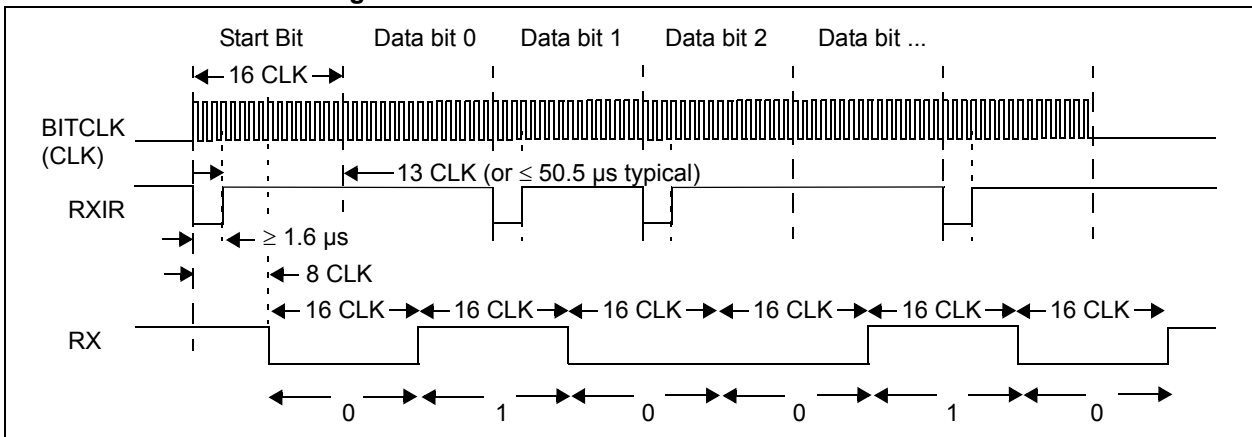 Start Bit Data bit 0 Data bit 1 Data bit 2 Data bit ...
16 CLK
BITCLK
(CLK)
13 CLK (or ≤ 50.5 µs typical)
RXIR
≥ 1.6 µs
8 CLK
16 CLK 16 CLK 16 CLK 16 CLK 16 CLK 16 CLK
RX
0 1 0 0 1 0